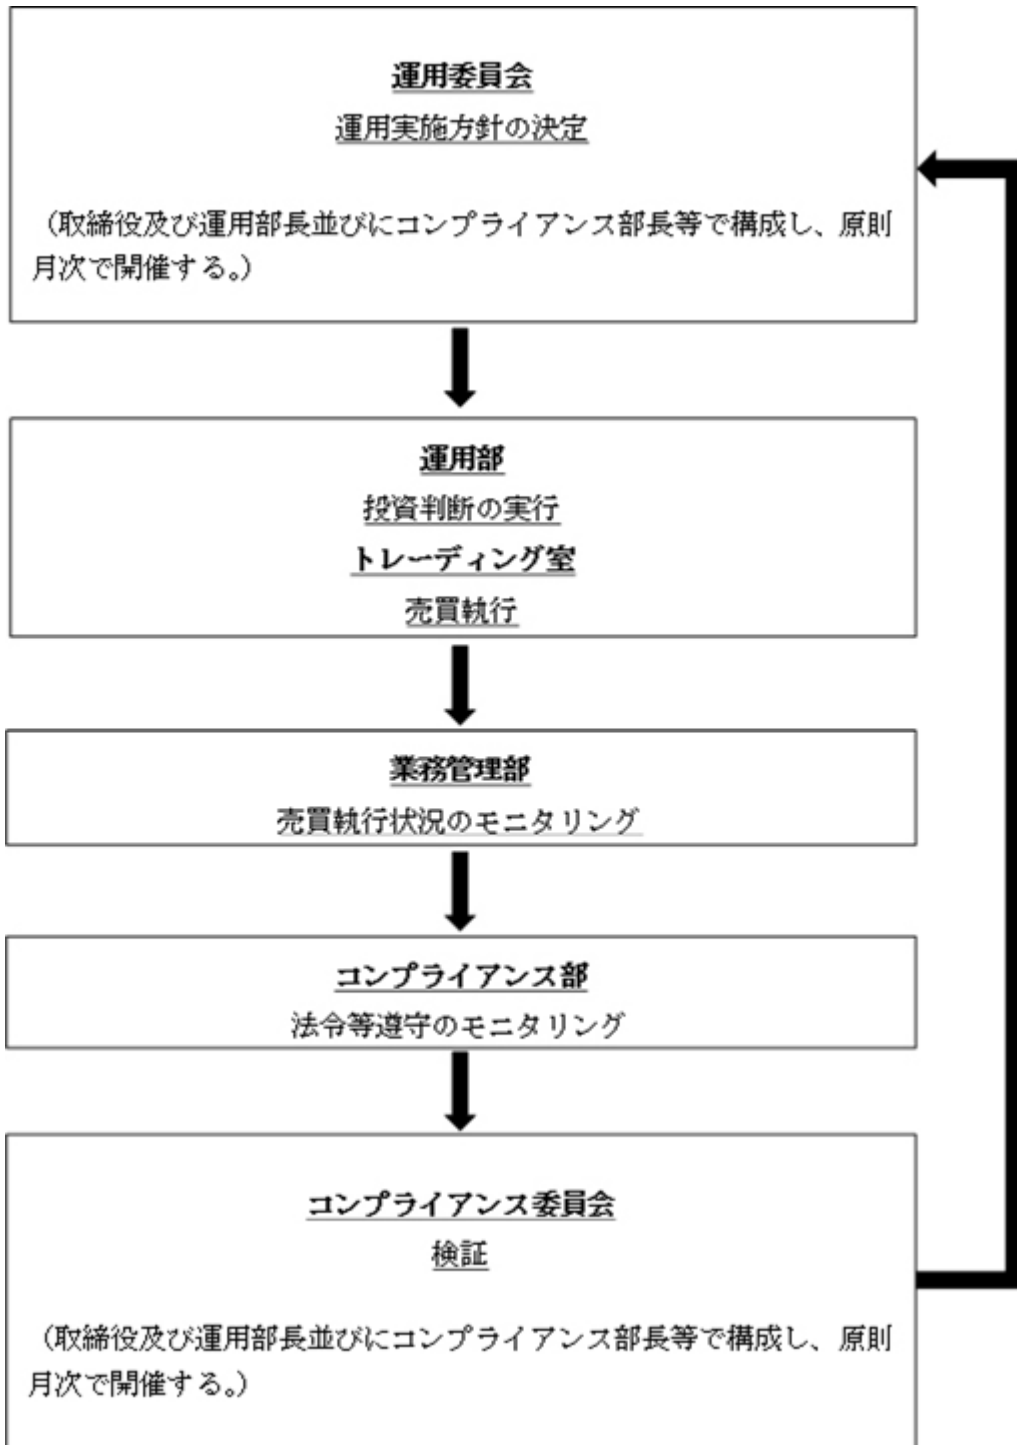 運用委員会
運用実施方針の決定
（取締役及び運用部長並びにコンプライアンス部長等で構成し、原則
月次で開催する。）
運用部
投資判断の実行
トレーディング室
売買執行
業務管理部
売買執行状況のモニタリング
コンプライアンス部
法令等遵守のモニタリング
コンプライアンス委員会
検証
（取締役及び運用部長並びにコンプライアンス部長等で構成し、原則
月次で開催する。）